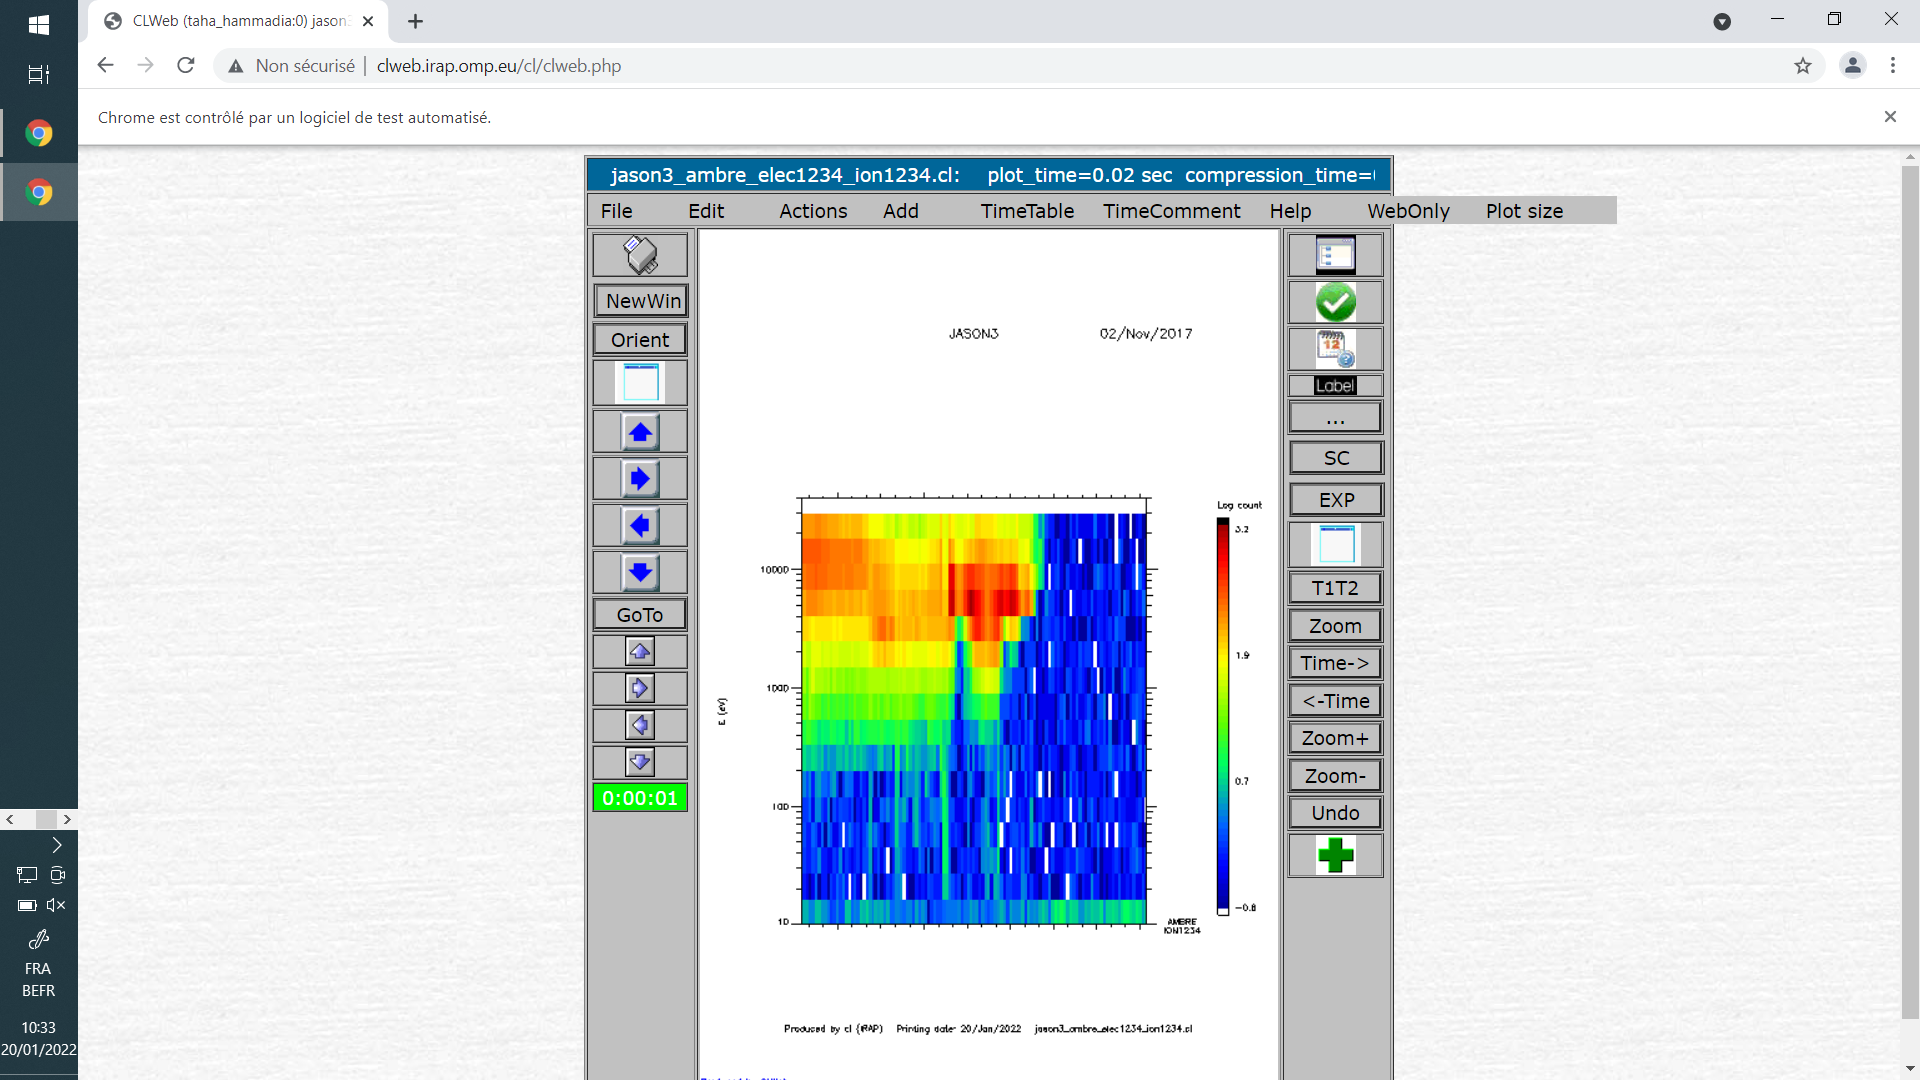 CLWeb (taha_hammadia:0) jason3
Non sécurisé | clweb.irap.omp.eu/cl/clweb.php
Chrome est contrôlé par un logiciel de test automatisé.
jason3_ambre_elec1234_ion1234.cl: plot_time=0.02 sec compression_time=
File Edit Actions Add TimeTable TimeComment Help WebOnly Plot size
NewWin
Orient
GoTo
0:00:01
JASON3 02/Nov/2017
Log count
3.2
1.9
0.7
-0.8
10000
1000
100
10
E (eV)
AMBRE
ION1234
Produced by cl (IRAP) Printing date: 20/Jan/2022 jason3_ambre_elec1234_ion1234.cl
12
Label
...
SC
EXP
T1T2
Zoom
Time->
<-Time
Zoom+
Zoom-
Undo
FRA
BEFR
10:33
20/01/2022